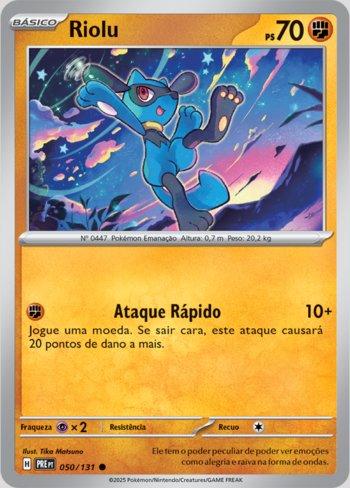 BÁSICO
Riolu
PS 70
Nº 0447 Pokémon Emanação Altura: 0,7 m Peso: 20,2 kg
Ataque Rápido 10+
Jogue uma moeda. Se sair cara, este ataque causará
20 pontos de dano a mais.
Fraqueza ×2 Resistência Recuo
Ilust. Tika Matsuno
H PRE PT 050/131
Ele tem o poder peculiar de poder ver emoções
como alegria e raiva na forma de ondas.
©2025 Pokémon/Nintendo/Creatures/GAME FREAK